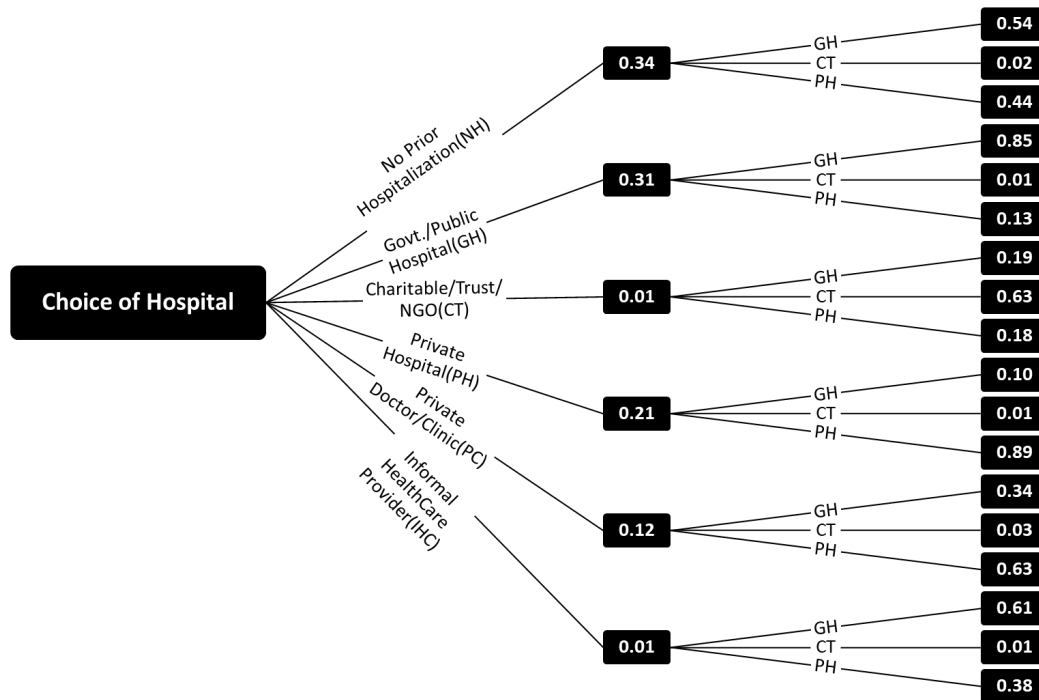 Choice of Hospital
No Prior
Hospitalization(NH)
0.34
GH
0.54
CT
0.02
PH
0.44
Govt./Public
Hospital(GH)
0.31
GH
0.85
CT
0.01
PH
0.13
Charitable/Trust/
NGO(CT)
0.01
GH
0.19
CT
0.63
PH
0.18
Private
Hospital(PH)
0.21
GH
0.10
CT
0.01
PH
0.89
Private
Doctor/Clinic(PC)
0.12
GH
0.34
CT
0.03
PH
0.63
Informal
HealthCare
Provider(IHC)
0.01
GH
0.61
CT
0.01
PH
0.38